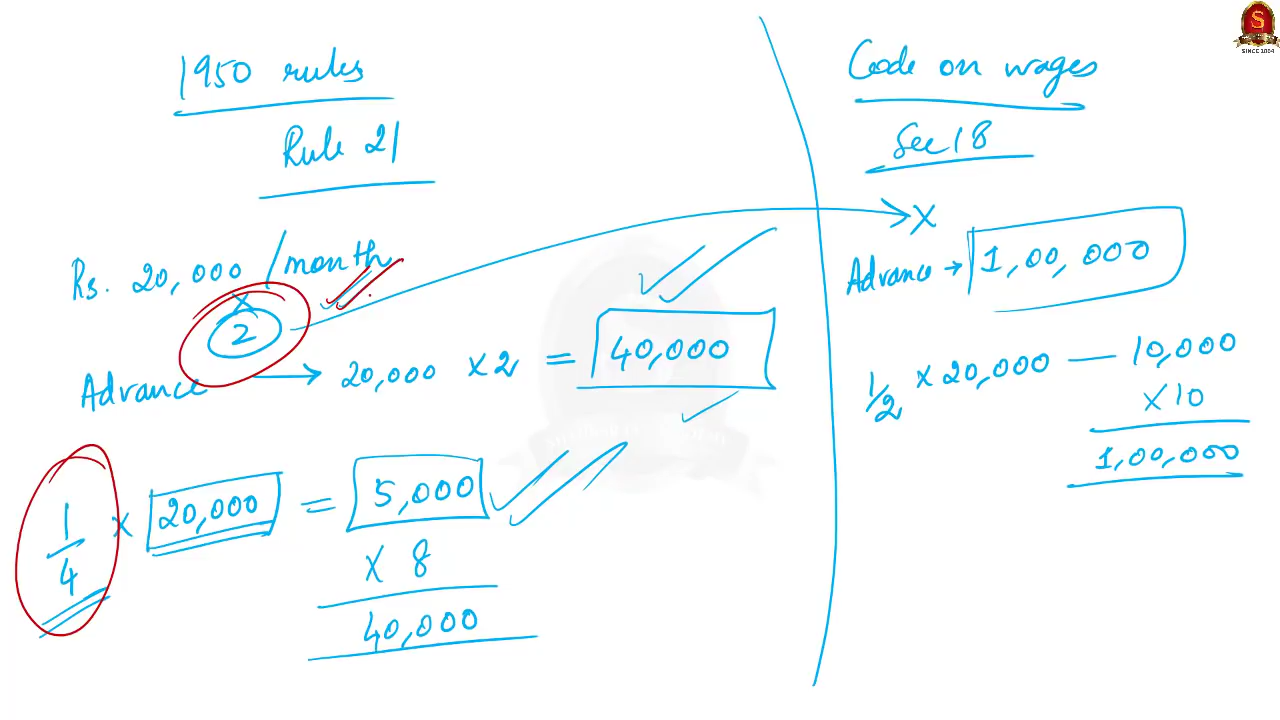 1950 rules
Rule 21
Rs. 20,000 /month
x
2
Advance → 20,000 x 2 = 40,000
1/4 x 20,000 = 5,000
x 8
40,000
Code on wages
Sec 18
→ X
Advance → 1,00,000
1/2 x 20,000 — 10,000
x 10
1,00,000
S
SINCE 2004